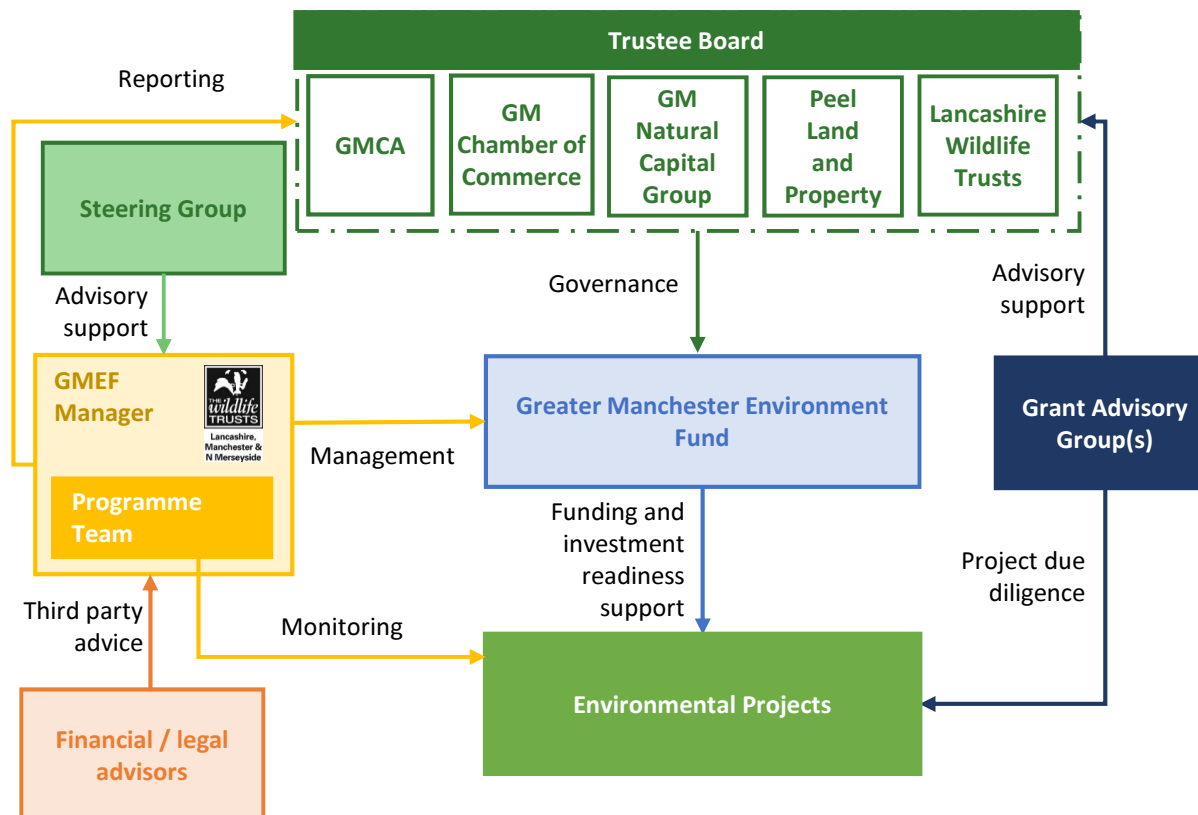 Trustee Board
Reporting
GMCA
GM
Chamber of
Commerce
GM
Natural
Capital
Group
Peel
Land
and
Property
Lancashire
Wildlife
Trusts
Steering Group
Advisory
support
Governance
Advisory
support
GMEF
Manager
THE
wildlife
TRUSTS
Lancashire,
Manchester &
N Merseyside
Management
Greater Manchester Environment
Fund
Grant Advisory
Group(s)
Programme
Team
Funding and
investment
readiness
support
Project due
diligence
Third party
advice
Monitoring
Environmental Projects
Financial / legal
advisors